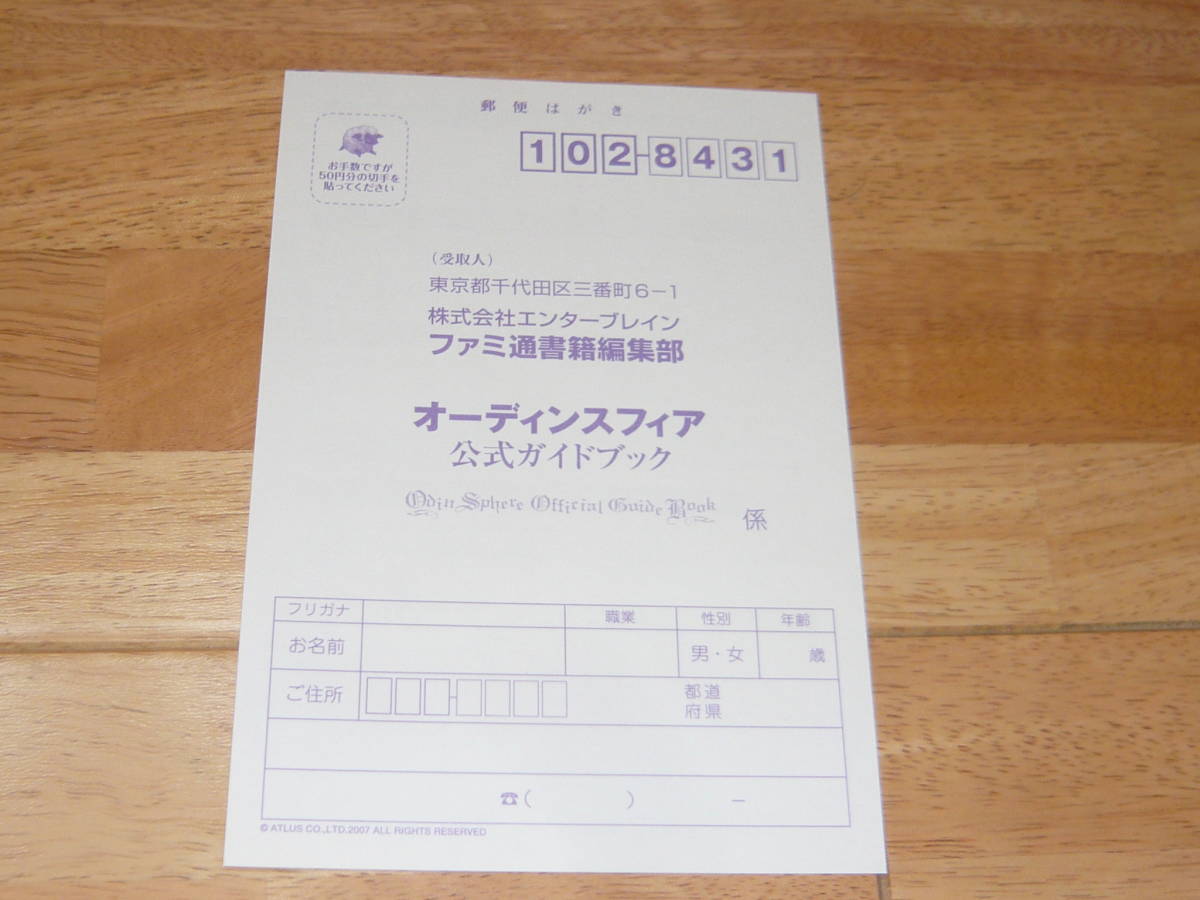 郵便はがき
お手数ですが
50円分の切手を
貼ってください
102-8431
（受取人）
東京都千代田区三番町6－1
株式会社エンターブレイン
ファミ通書籍編集部
オーディンスフィア
公式ガイドブック
Odin Sphere Official Guide Book 係
フリガナ 職業 性別 年齢
お名前 男・女 歳
ご住所 都道
府県
☎（ ） －
© ATLUS CO.,LTD.2007 ALL RIGHTS RESERVED